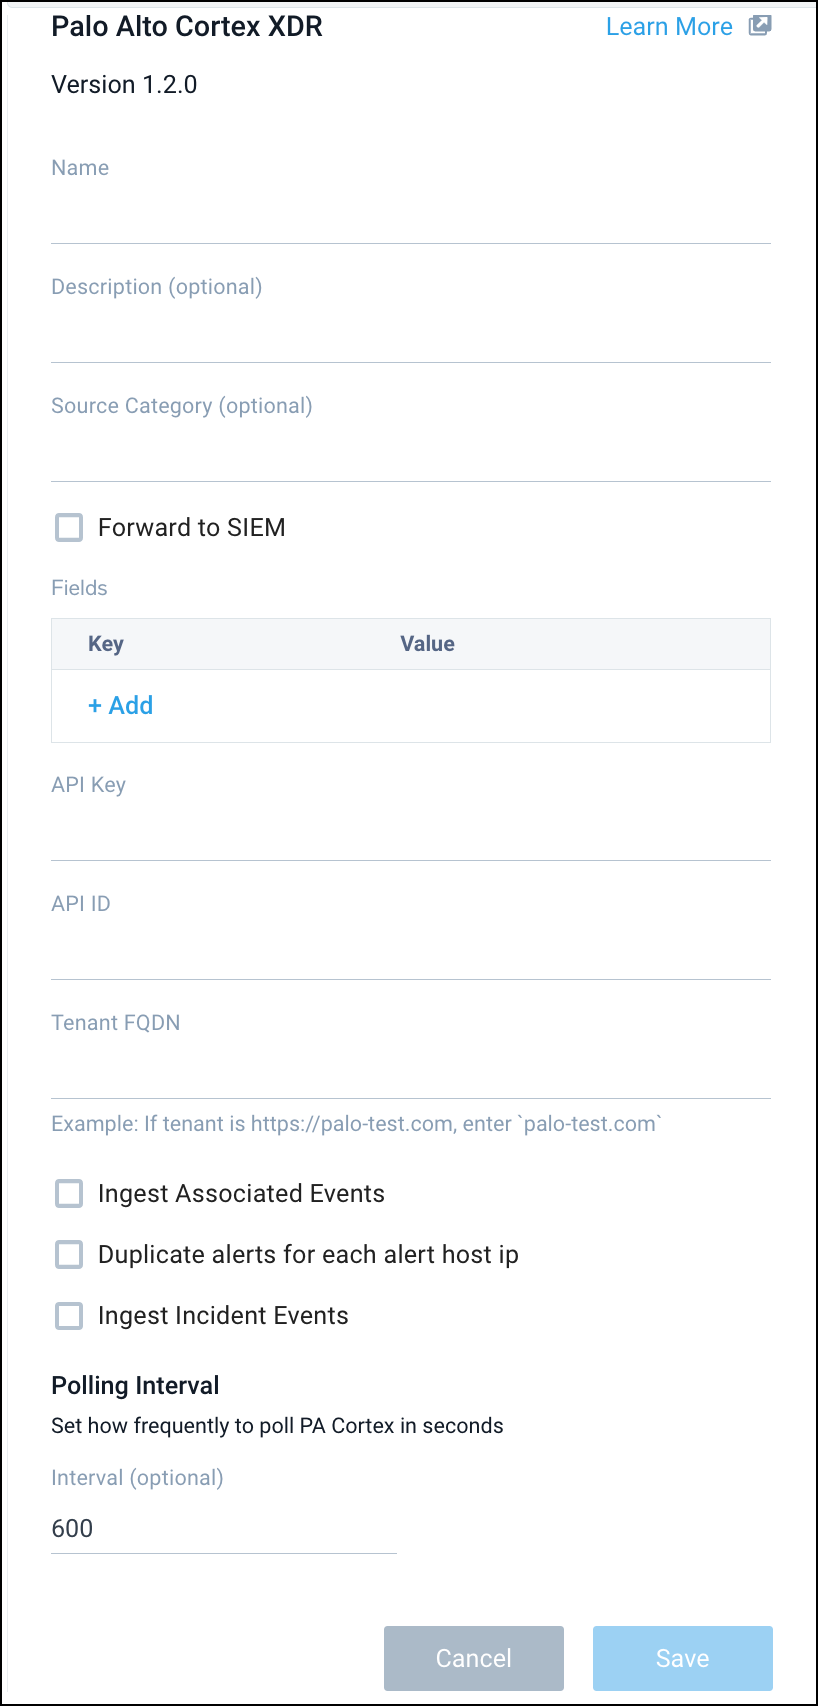 Palo Alto Cortex XDR Learn More
Version 1.2.0
Name
Description (optional)
Source Category (optional)
Forward to SIEM
Fields
Key Value
+ Add
API Key
API ID
Tenant FQDN
Example: If tenant is https://palo-test.com, enter `palo-test.com`
Ingest Associated Events
Duplicate alerts for each alert host ip
Ingest Incident Events
Polling Interval
Set how frequently to poll PA Cortex in seconds
Interval (optional)
600
Cancel Save